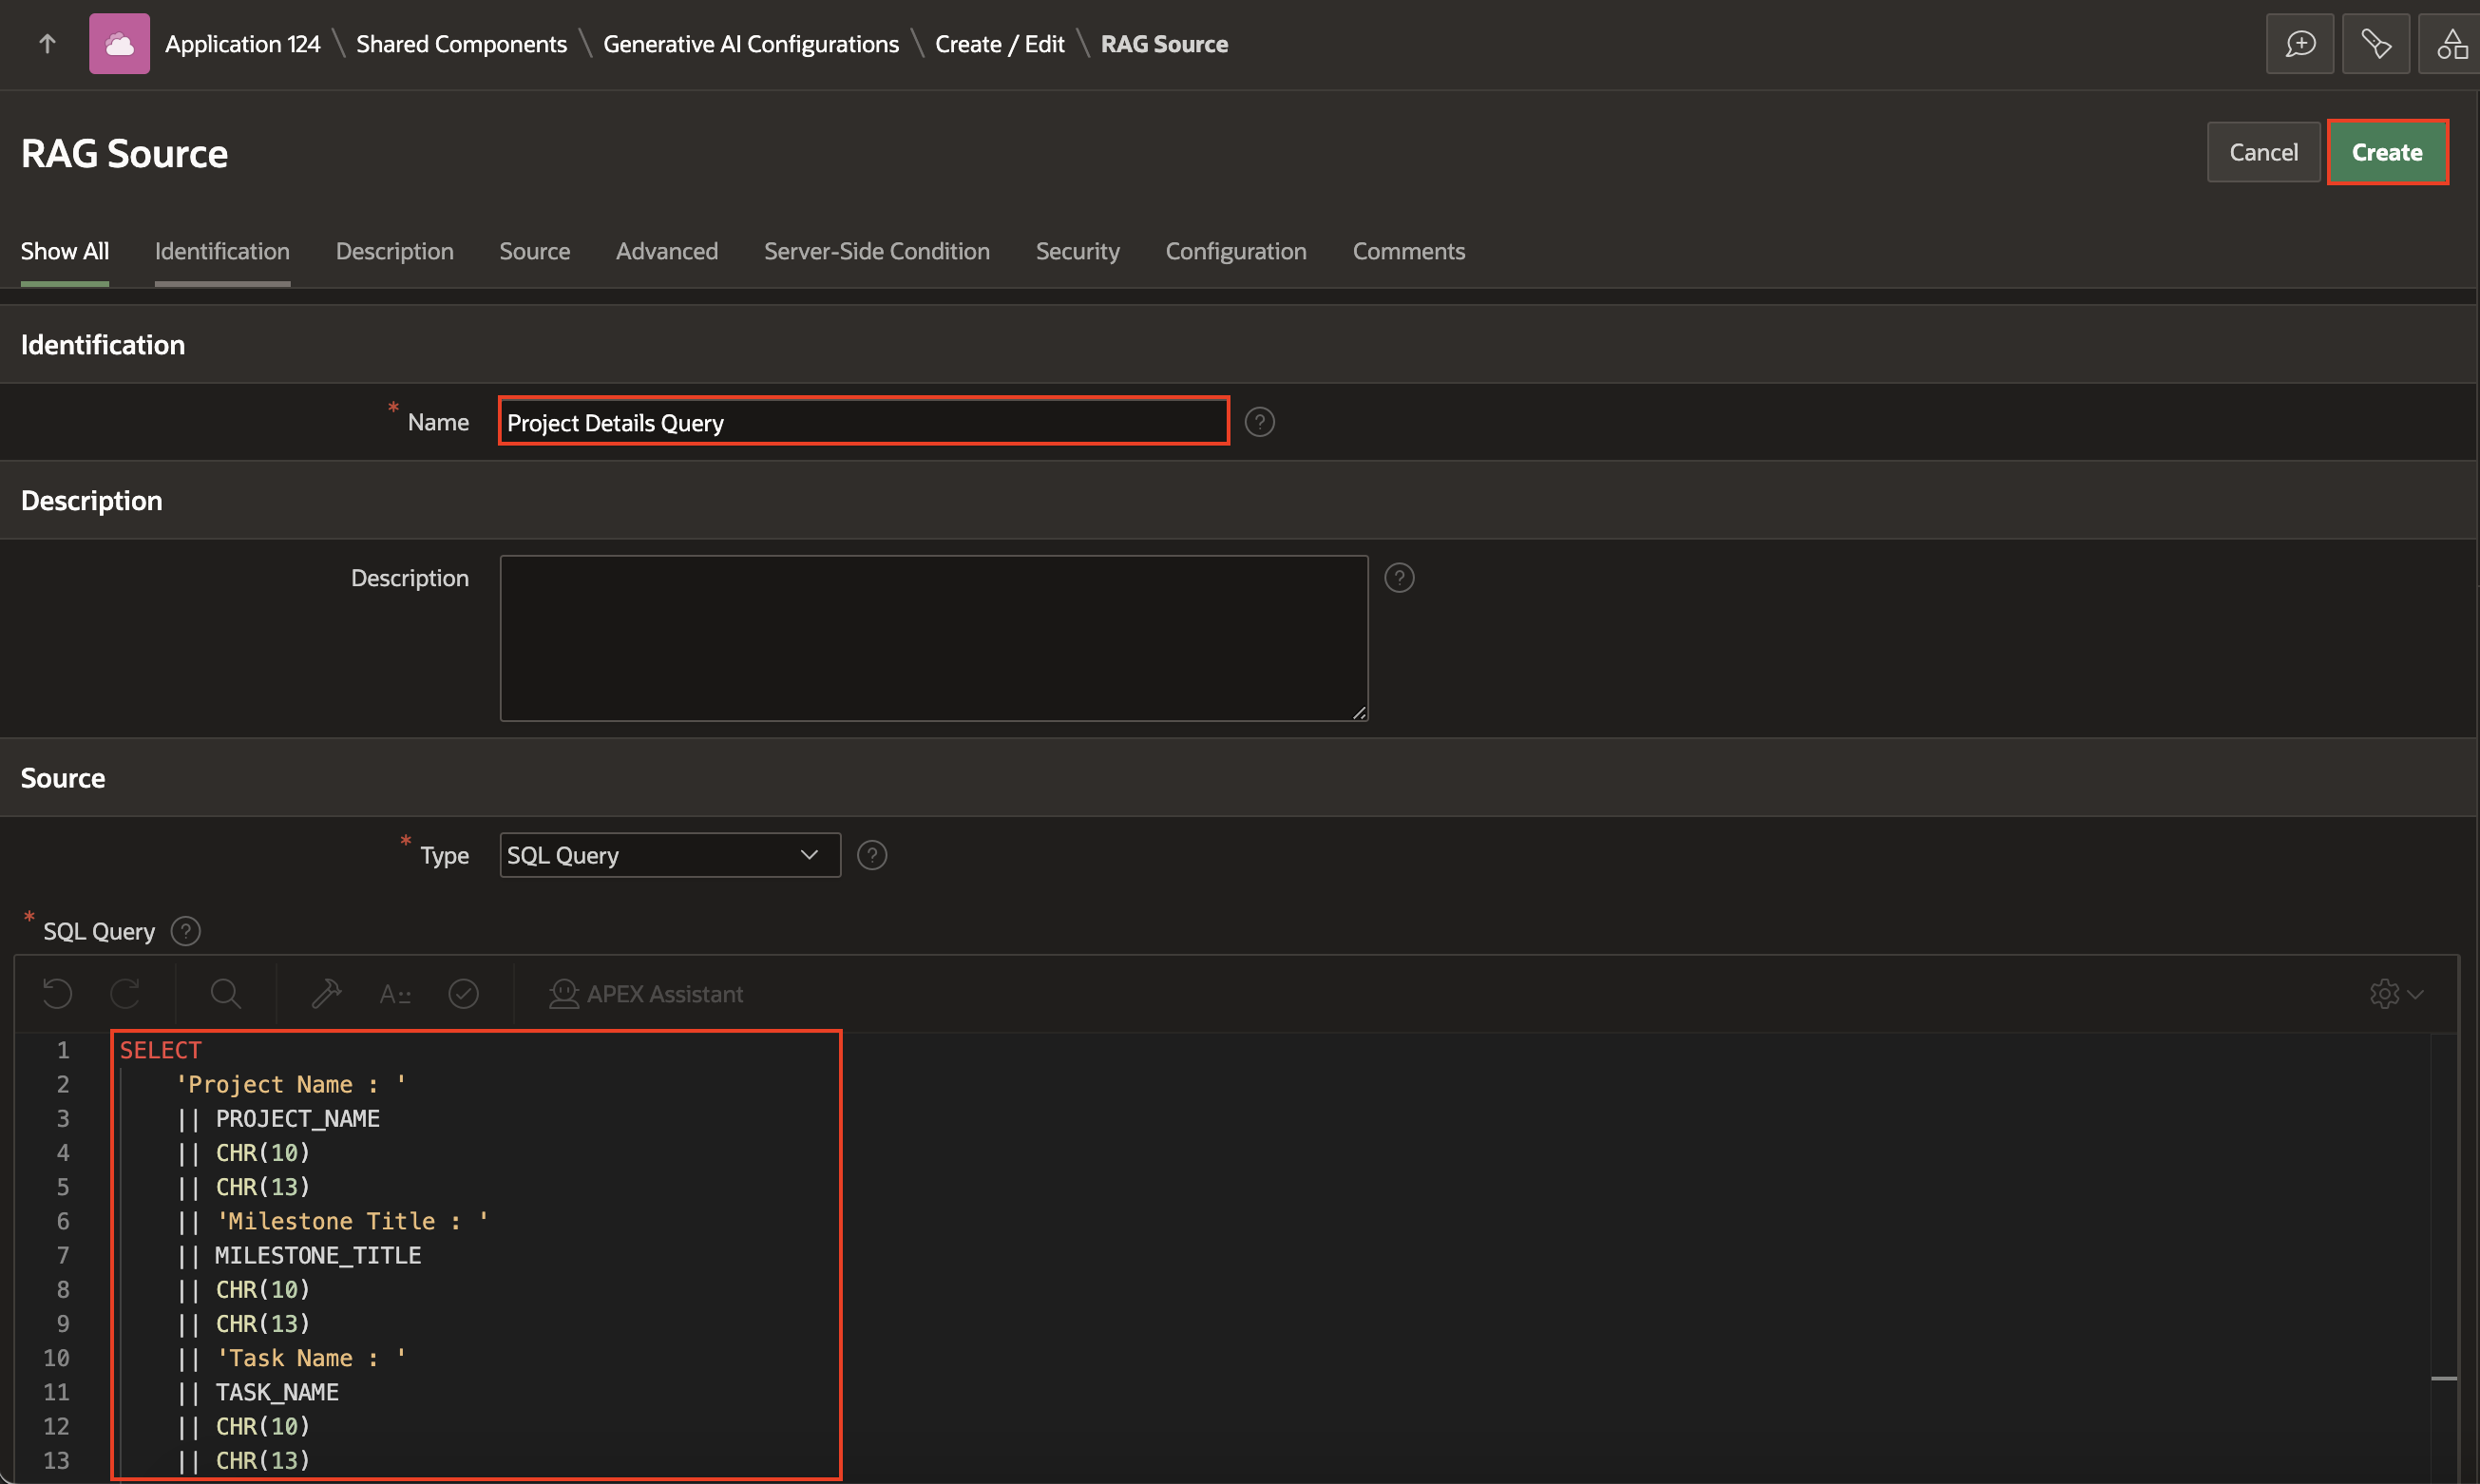 Application 124 \ Shared Components \ Generative AI Configurations \ Create / Edit \ RAG Source
RAG Source
Cancel
Create
Show All Identification Description Source Advanced Server-Side Condition Security Configuration Comments
Identification
* Name Project Details Query ?
Description
Description ?
Source
* Type SQL Query ?
* SQL Query ?
A:: APEX Assistant
1 SELECT
2 'Project Name : '
3 || PROJECT_NAME
4 || CHR(10)
5 || CHR(13)
6 || 'Milestone Title : '
7 || MILESTONE_TITLE
8 || CHR(10)
9 || CHR(13)
10 || 'Task Name : '
11 || TASK_NAME
12 || CHR(10)
13 || CHR(13)